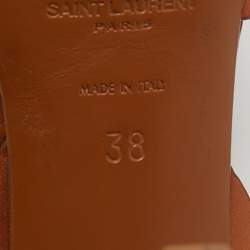 SAINT LAURENT
PARIS
MADE IN ITALY
38